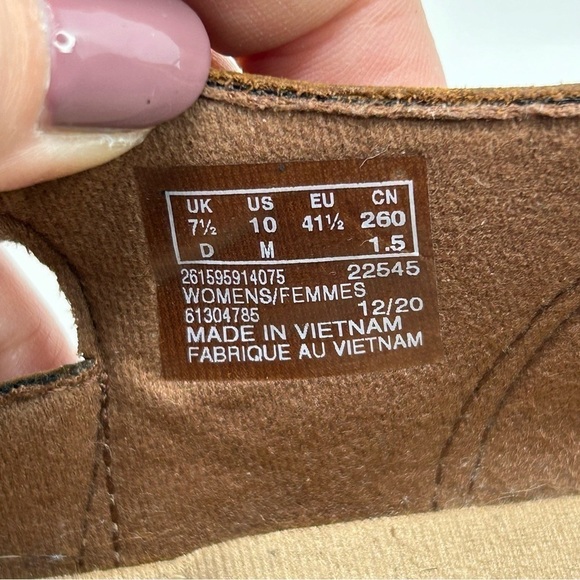 UK US EU CN
7½ 10 41½ 260
D M 1.5
261595914075 22545
WOMENS/FEMMES
61304785 12/20
MADE IN VIETNAM
FABRIQUE AU VIETNAM